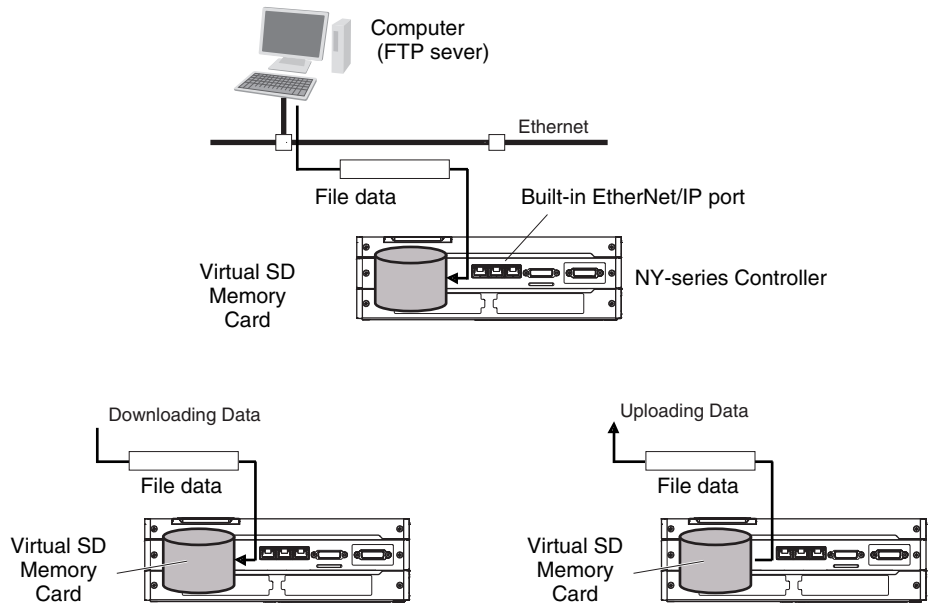 Computer
(FTP sever)
Ethernet
File data
Built-in EtherNet/IP port
Virtual SD
Memory
Card
NY-series Controller
Downloading Data
File data
Virtual SD
Memory
Card
Uploading Data
File data
Virtual SD
Memory
Card